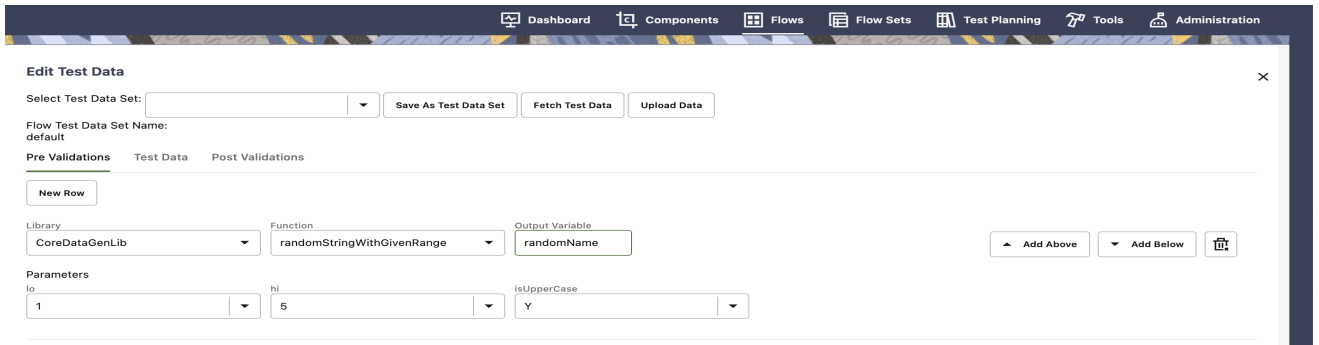 Dashboard Components Flows Flow Sets Test Planning Tools Administration
Edit Test Data
Select Test Data Set: Save As Test Data Set Fetch Test Data Upload Data
Flow Test Data Set Name:
default
Pre Validations Test Data Post Validations
New Row
Library Function Output Variable
CoreDataGenLib randomStringWithGivenRange randomName Add Above Add Below
Parameters
lo hi isUpperCase
1 5 Y